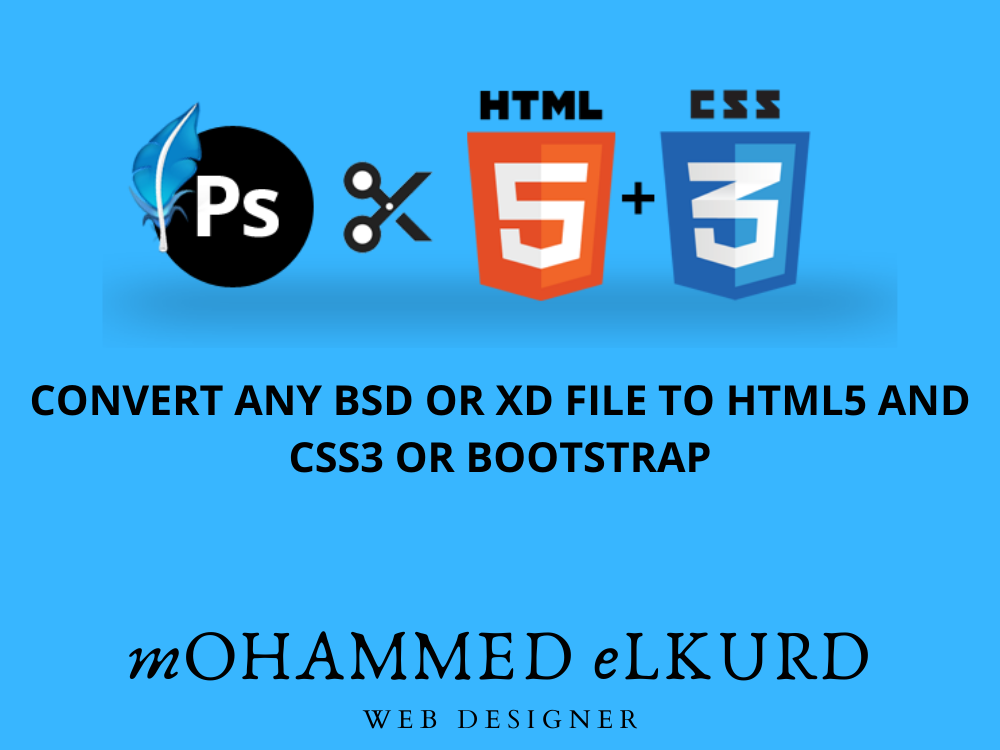 HTML
CSS
Ps
5
+
3
CONVERT ANY BSD OR XD FILE TO HTML5 AND
CSS3 OR BOOTSTRAP
mOHAMMED eLKURD
WEB DESIGNER